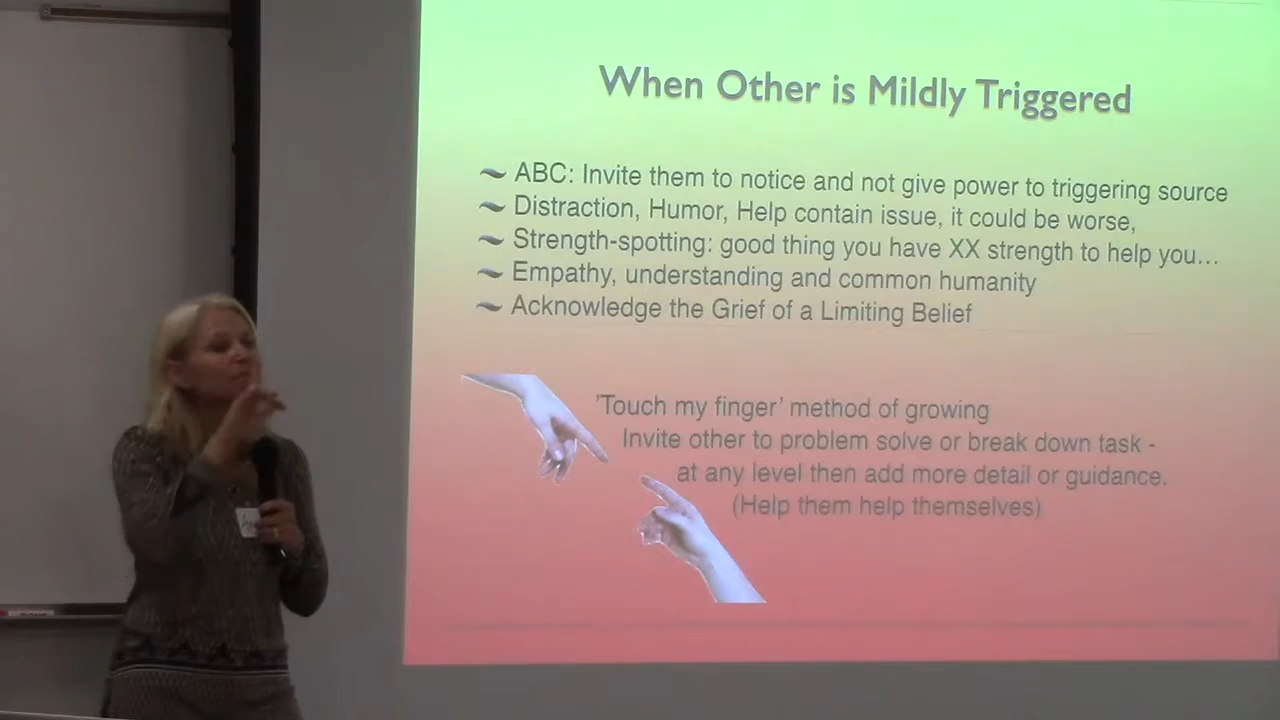 When Other is Mildly Triggered
ABC: Invite them to notice and not give power to triggering source
Distraction, Humor, Help contain issue, it could be worse,
Strength-spotting: good thing you have XX strength to help you...
Empathy, understanding and common humanity
Acknowledge the Grief of a Limiting Belief
'Touch my finger' method of growing
Invite other to problem solve or break down task -
at any level then add more detail or guidance.
(Help them help themselves)